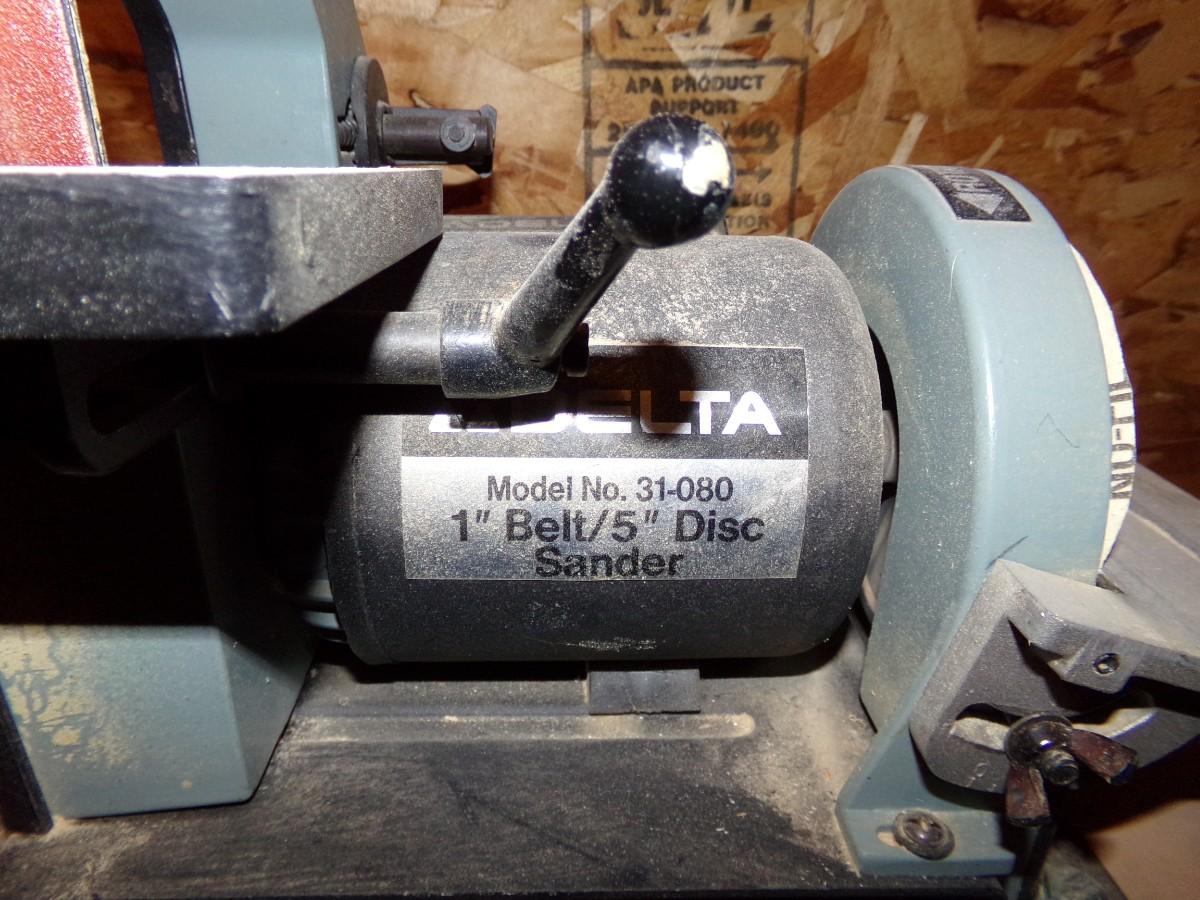 APA PRODUCT
SUPPORT
DELTA
Model No. 31-080
1" Belt/5" Disc
Sander